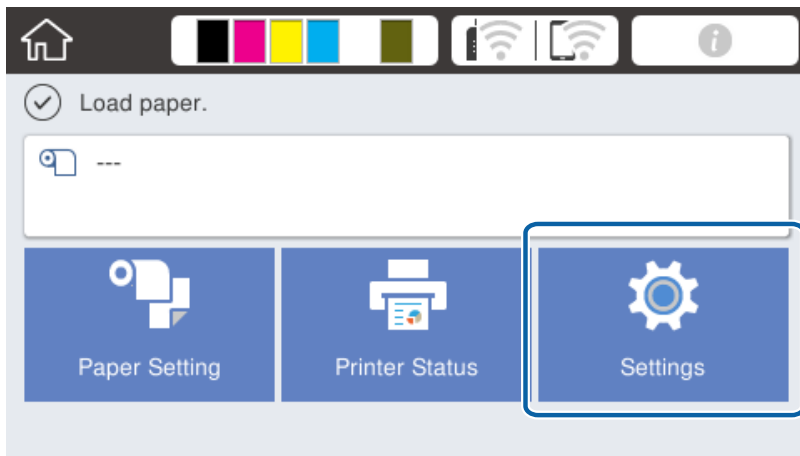 Load paper.
---
Paper Setting
Printer Status
Settings